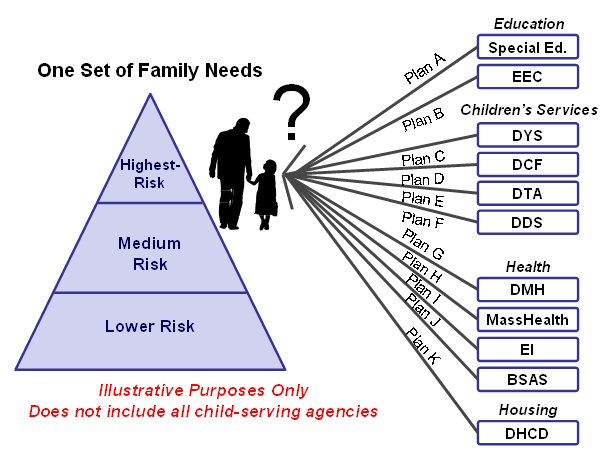 One Set of Family Needs
Highest-
Risk
Medium
Risk
Lower Risk
Illustrative Purposes Only
Does not include all child-serving agencies
?
Plan A
Plan B
Plan C
Plan D
Plan E
Plan F
Plan G
Plan H
Plan I
Plan J
Plan K
Education
Special Ed.
EEC
Children's Services
DYS
DCF
DTA
DDS
Health
DMH
MassHealth
EI
BSAS
Housing
DHCD